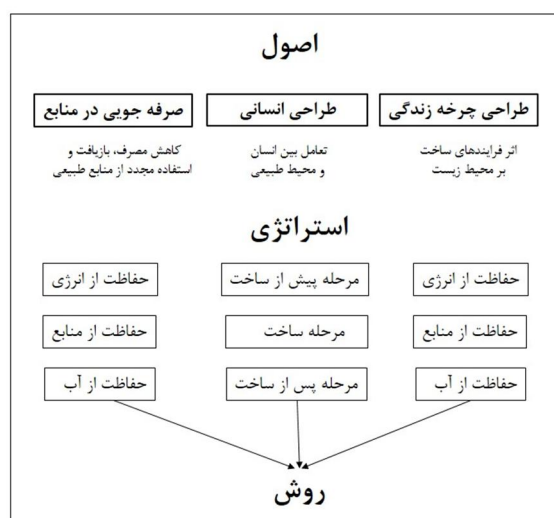 اصول
طراحی چرخه زندگی
طراحی انسانی
صرفه جویی در منابع
اثر فرایندهای ساخت
بر محیط زیست
تعامل بین انسان
و محیط طبیعی
کاهش مصرف، بازیافت و
استفاده مجدد از منابع طبیعی
استراتژی
حفاظت از انرژی
مرحله پیش از ساخت
حفاظت از انرژی
حفاظت از منابع
مرحله ساخت
حفاظت از منابع
حفاظت از آب
مرحله پس از ساخت
حفاظت از آب
روش